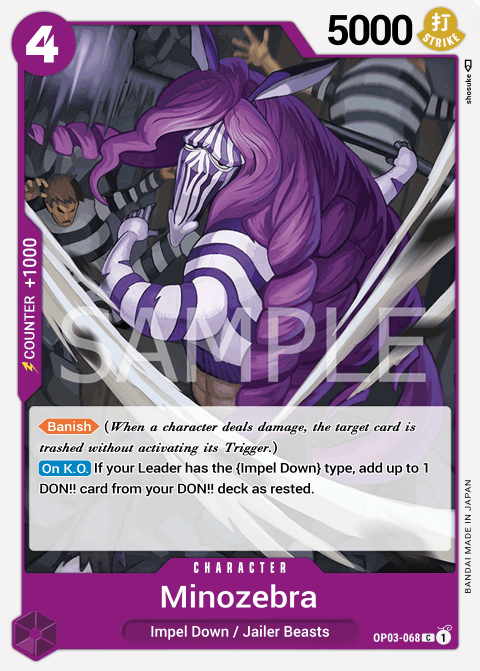 4
5000
打
STRIKE
shosuke
COUNTER +1000
SAMPLE
Banish (When a character deals damage, the target card is
trashed without activating its Trigger.)
On K.O. If your Leader has the {Impel Down} type, add up to 1
DON!! card from your DON!! deck as rested.
BANDAI MADE IN JAPAN
CHARACTER
Minozebra
Impel Down / Jailer Beasts
OP03-068 C 1